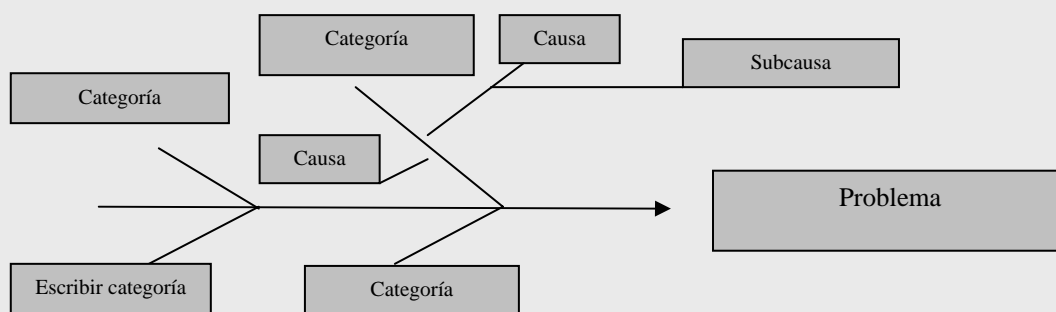 Categoría
Causa
Subcausa
Categoría
Causa
Problema
Escribir categoría
Categoría